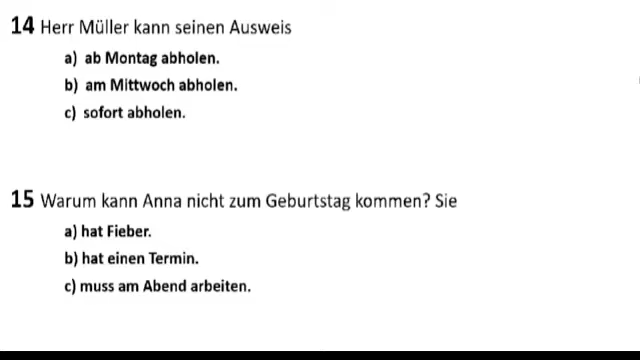 14 Herr Müller kann seinen Ausweis
a) ab Montag abholen.
b) am Mittwoch abholen.
c) sofort abholen.
15 Warum kann Anna nicht zum Geburtstag kommen? Sie
a) hat Fieber.
b) hat einen Termin.
c) muss am Abend arbeiten.